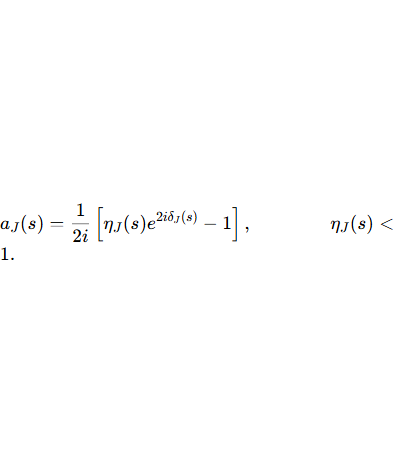 a_J(s) = \frac{1}{2i} \left[ \eta_J(s) e^{2i\delta_J(s)} - 1 \right], \qquad \eta_J(s) <
1.